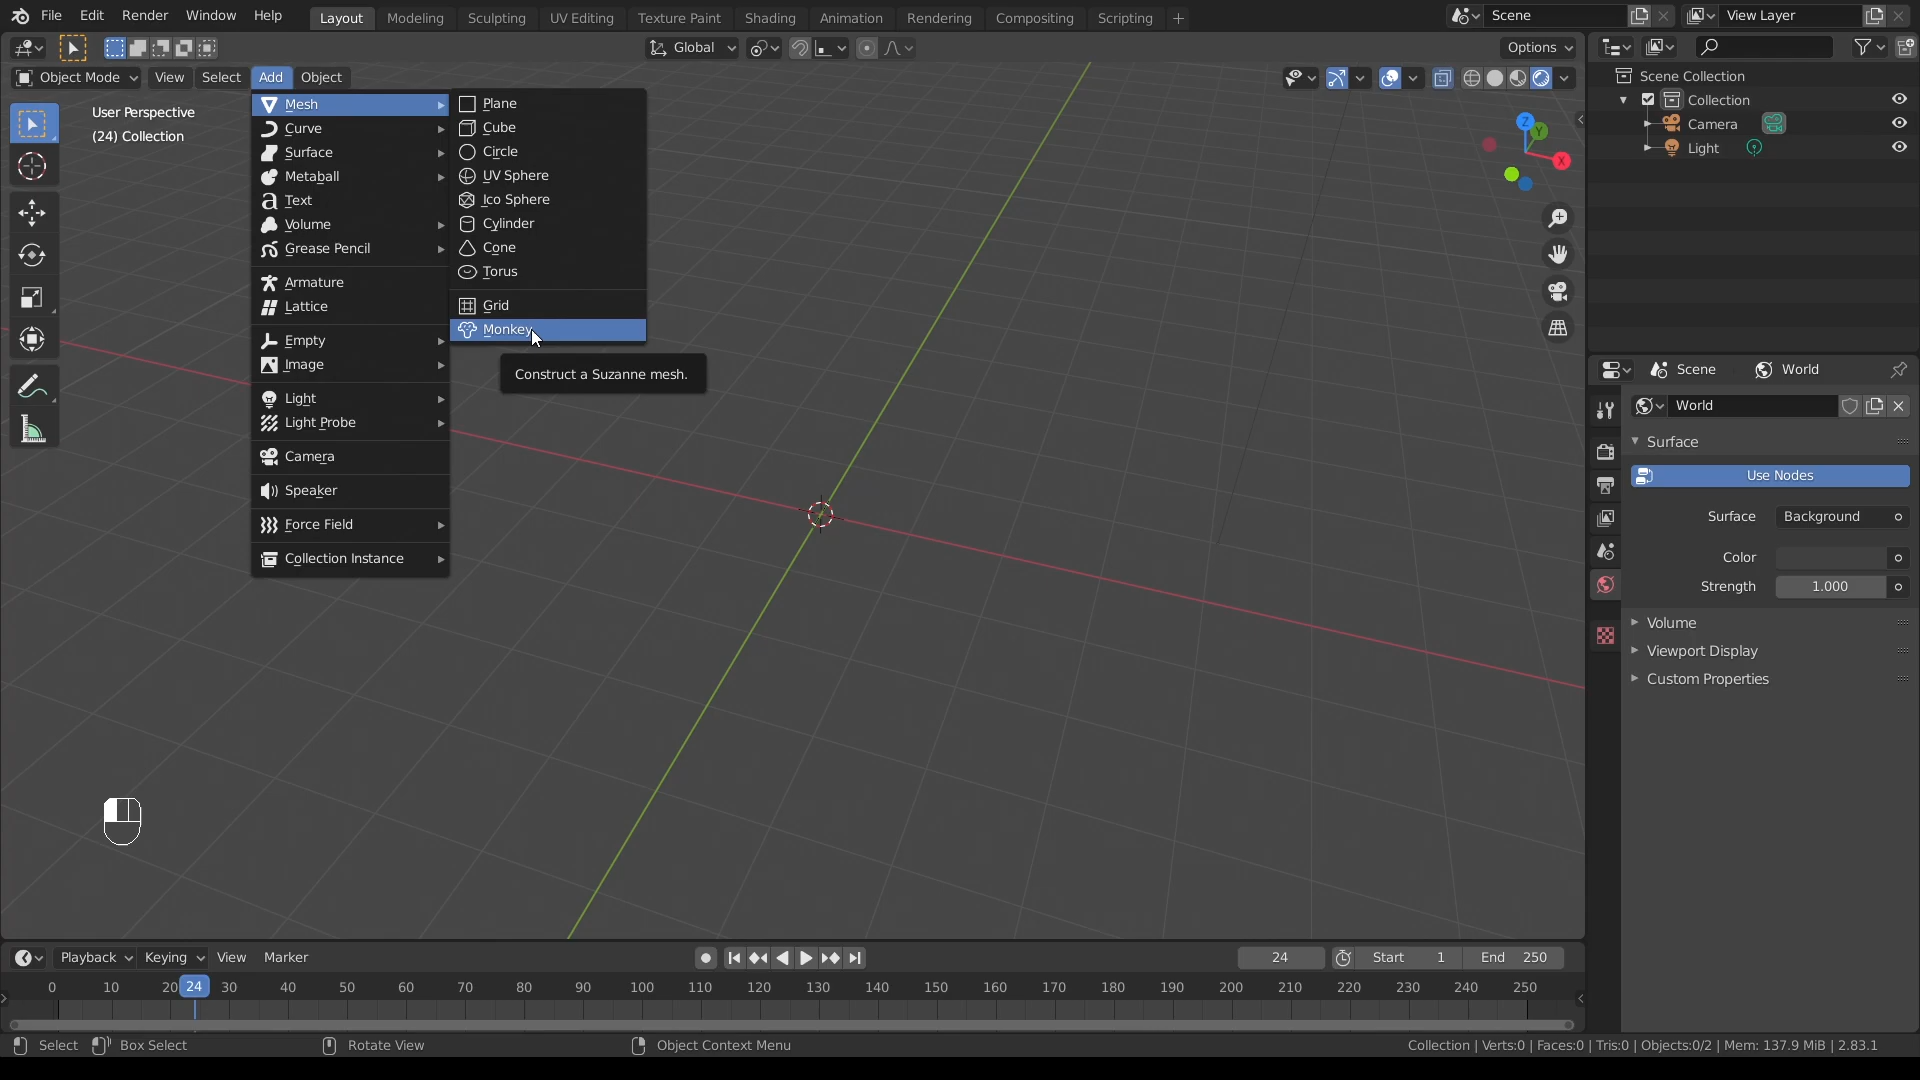 File Edit Render Window Help Layout Modeling Sculpting UV Editing Texture Paint Shading Animation Rendering Compositing Scripting + Scene View Layer
Global Options
Object Mode View Select Add Object
User Perspective
(24) Collection
Mesh
Curve
Surface
Metaball
Text
Volume
Grease Pencil
Armature
Lattice
Empty
Image
Light
Light Probe
Camera
Speaker
Force Field
Collection Instance
Plane
Cube
Circle
UV Sphere
Ico Sphere
Cylinder
Cone
Torus
Grid
Monkey
Construct a Suzanne mesh.
Z
Y
X
Scene Collection
Collection
Camera
Light
Scene World
World
Surface
Use Nodes
Surface Background
Color
Strength 1.000
Volume
Viewport Display
Custom Properties
Playback Keying View Marker 24 Start 1 End 250
0 10 20 24 30 40 50 60 70 80 90 100 110 120 130 140 150 160 170 180 190 200 210 220 230 240 250
Select Box Select Rotate View Object Context Menu Collection | Verts:0 | Faces:0 | Tris:0 | Objects:0/2 | Mem: 137.9 MiB | 2.83.1